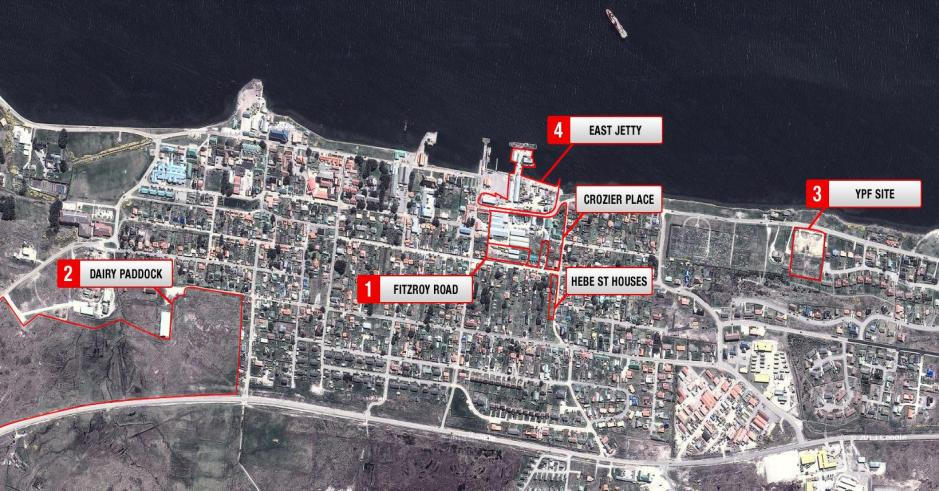 4 EAST JETTY
CROZIER PLACE
3 YPF SITE
2 DAIRY PADDOCK
HEBE ST HOUSES
1 FITZROY ROAD